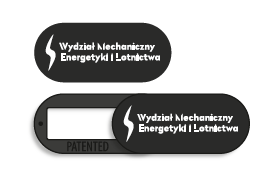 Wydział Mechaniczny
Energetyki i Lotnictwa
Wydział Mechaniczny
Energetyki i Lotnictwa
PATENTED